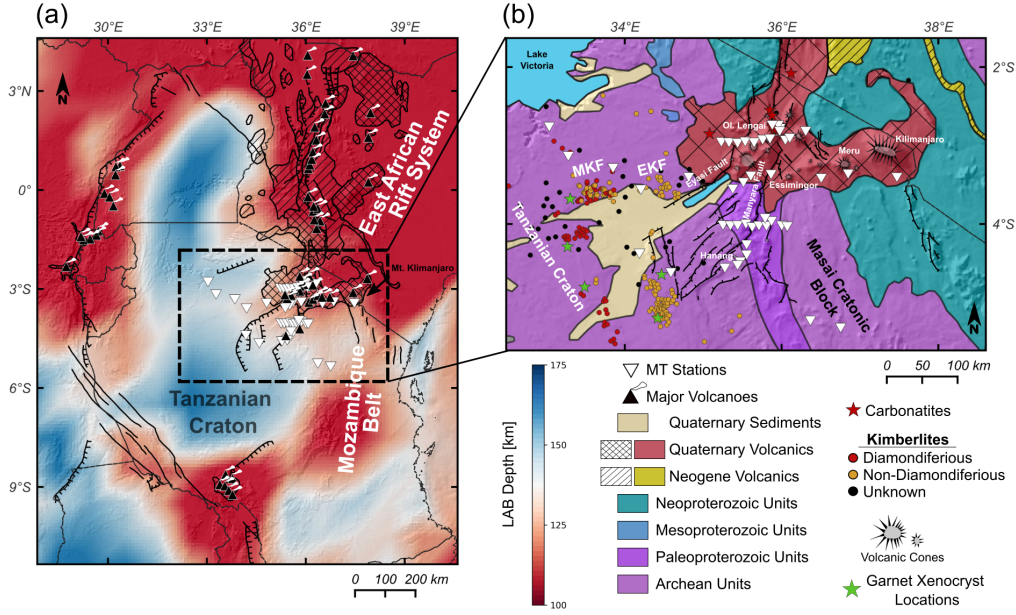 (a)
30°E
33°E
36°E
39°E
3°N
0°
3°S
6°S
9°S
N
East African
Rift System
Mt. Klimanjaro
Tanzanian
Craton
Mozambique
Belt
0 100 200 km
(b)
34°E
36°E
38°E
2°S
4°S
Lake
Victoria
Ol. Lengai
Kilimanjaro
Meru
MKF
EKF
Eyasi Fault
Essimingor
Manyara Fault
Tanzanian Craton
Hanang
Masai Cratonic
Block
N
0 50 100 km
175
150
125
100
LAB Depth [km]
MT Stations
Major Volcanoes
Quaternary Sediments
Quaternary Volcanics
Neogene Volcanics
Neoproterozoic Units
Mesoproterozoic Units
Paleoproterozoic Units
Archean Units
Carbonatites
Kimberlites
Diamondiferious
Non-Diamondiferious
Unknown
Volcanic Cones
Garnet Xenocryst
Locations